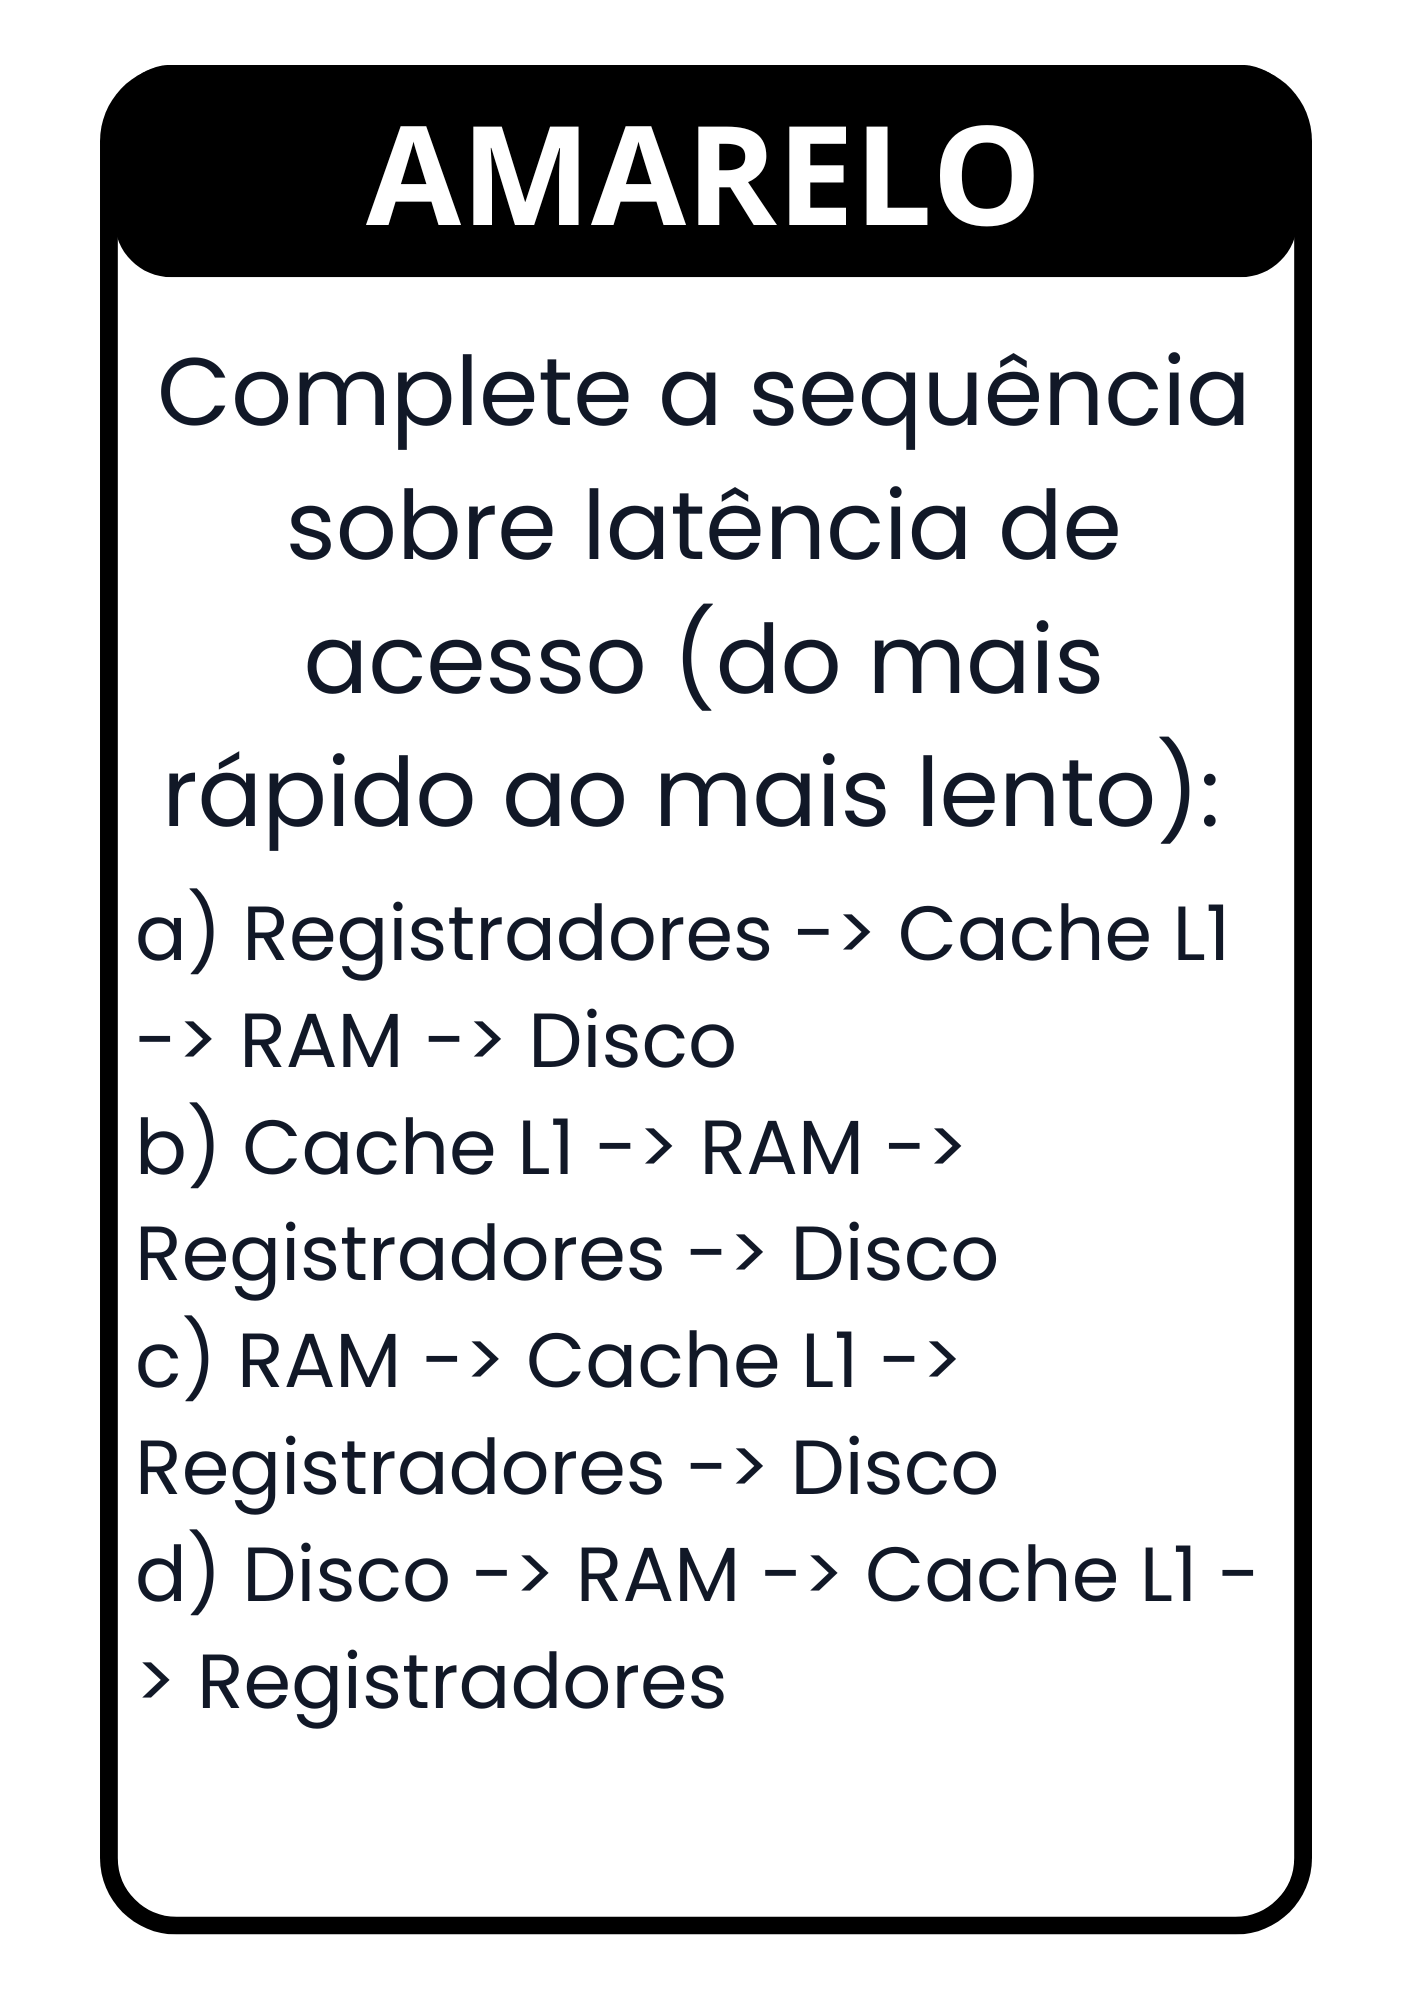 AMARELO
Complete a sequência
sobre latência de
acesso (do mais
rápido ao mais lento):
a) Registradores -> Cache L1
-> RAM -> Disco
b) Cache L1 -> RAM ->
Registradores -> Disco
c) RAM -> Cache L1 ->
Registradores -> Disco
d) Disco -> RAM -> Cache L1 -
> Registradores